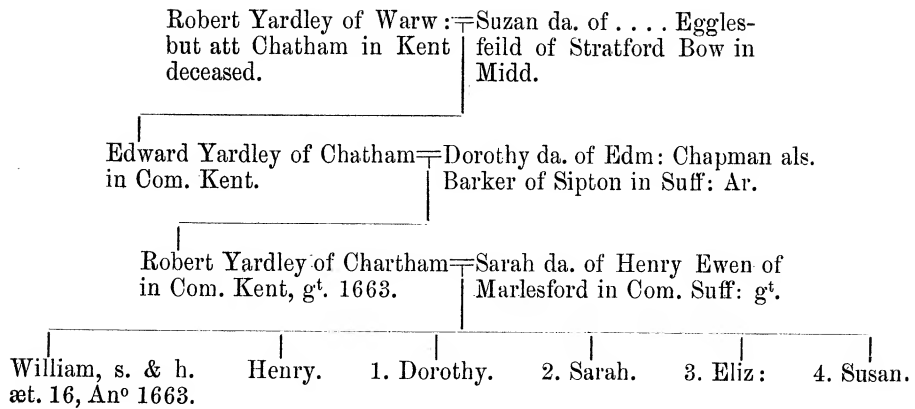 Robert Yardley of Warw :
but att Chatham in Kent
deceased.
Suzan da. of . . . . Eggles-
feild of Stratford Bow in
Midd.
Edward Yardley of Chatham
in Com. Kent.
Dorothy da. of Edm: Chapman als.
Barker of Sipton in Suff: Ar.
Robert Yardley of Chartham
in Com. Kent, gᵗ. 1663.
Sarah da. of Henry Ewen of
Marlesford in Com. Suff: gᵗ.
William, s. & h.
æt. 16, Anº 1663.
Henry.
1. Dorothy.
2. Sarah.
3. Eliz:
4. Susan.